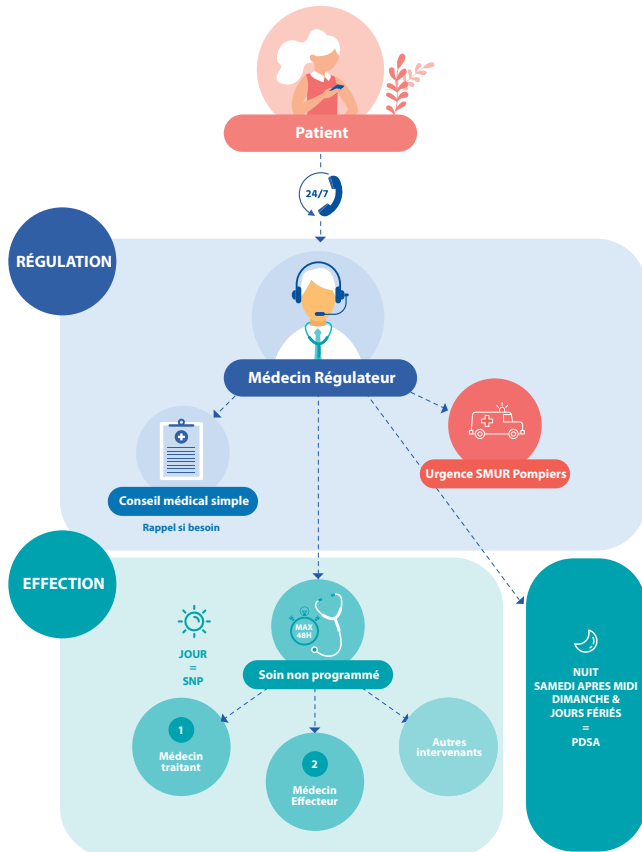 Patient
24/7
RÉGULATION
Médecin Régulateur
Urgence SMUR Pompiers
Conseil médical simple
Rappel si besoin
EFFECTION
MAX
48H
JOUR
=
SNP
Soin non programmé
NUIT
SAMEDI APRES MIDI
DIMANCHE &
JOURS FÉRIÉS
=
PDSA
1
Médecin
traitant
2
Médecin
Effecteur
Autres
intervenants